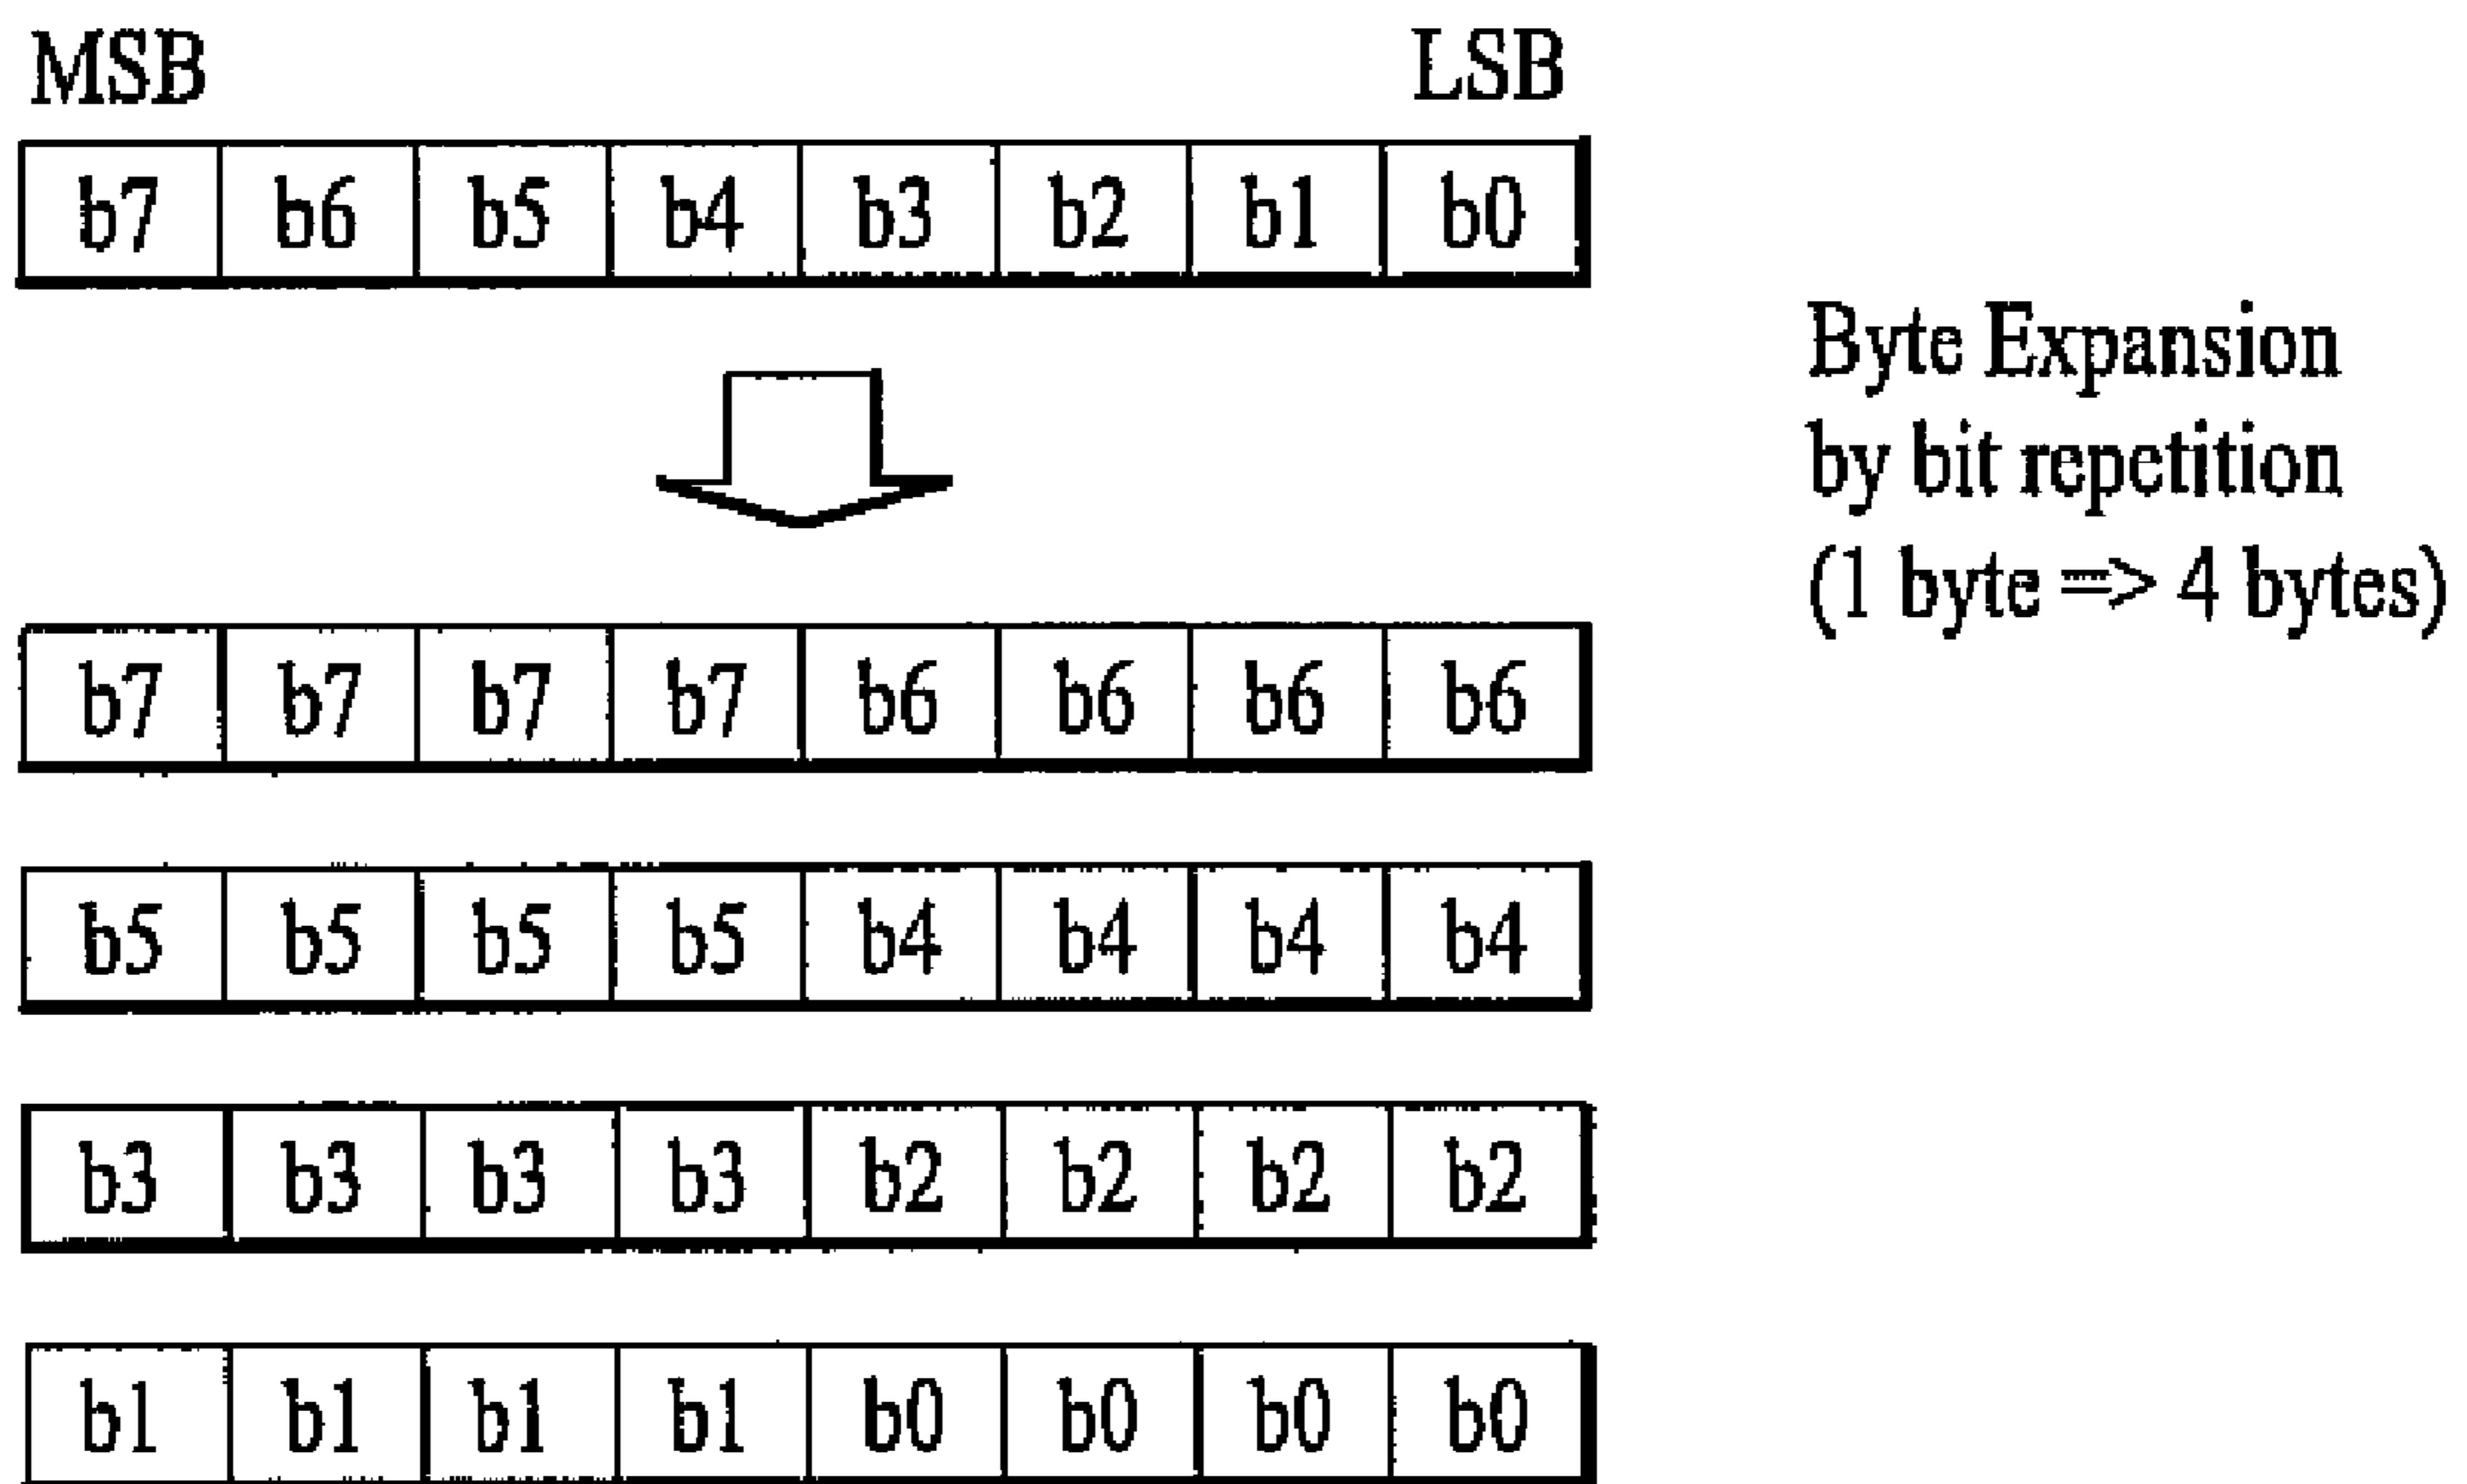 MSB LSB
b7 b6 b5 b4 b3 b2 b1 b0
Byte Expansion
by bit repetition
(1 byte => 4 bytes)
b7 b7 b7 b7 b6 b6 b6 b6
b5 b5 b5 b5 b4 b4 b4 b4
b3 b3 b3 b3 b2 b2 b2 b2
b1 b1 b1 b1 b0 b0 b0 b0